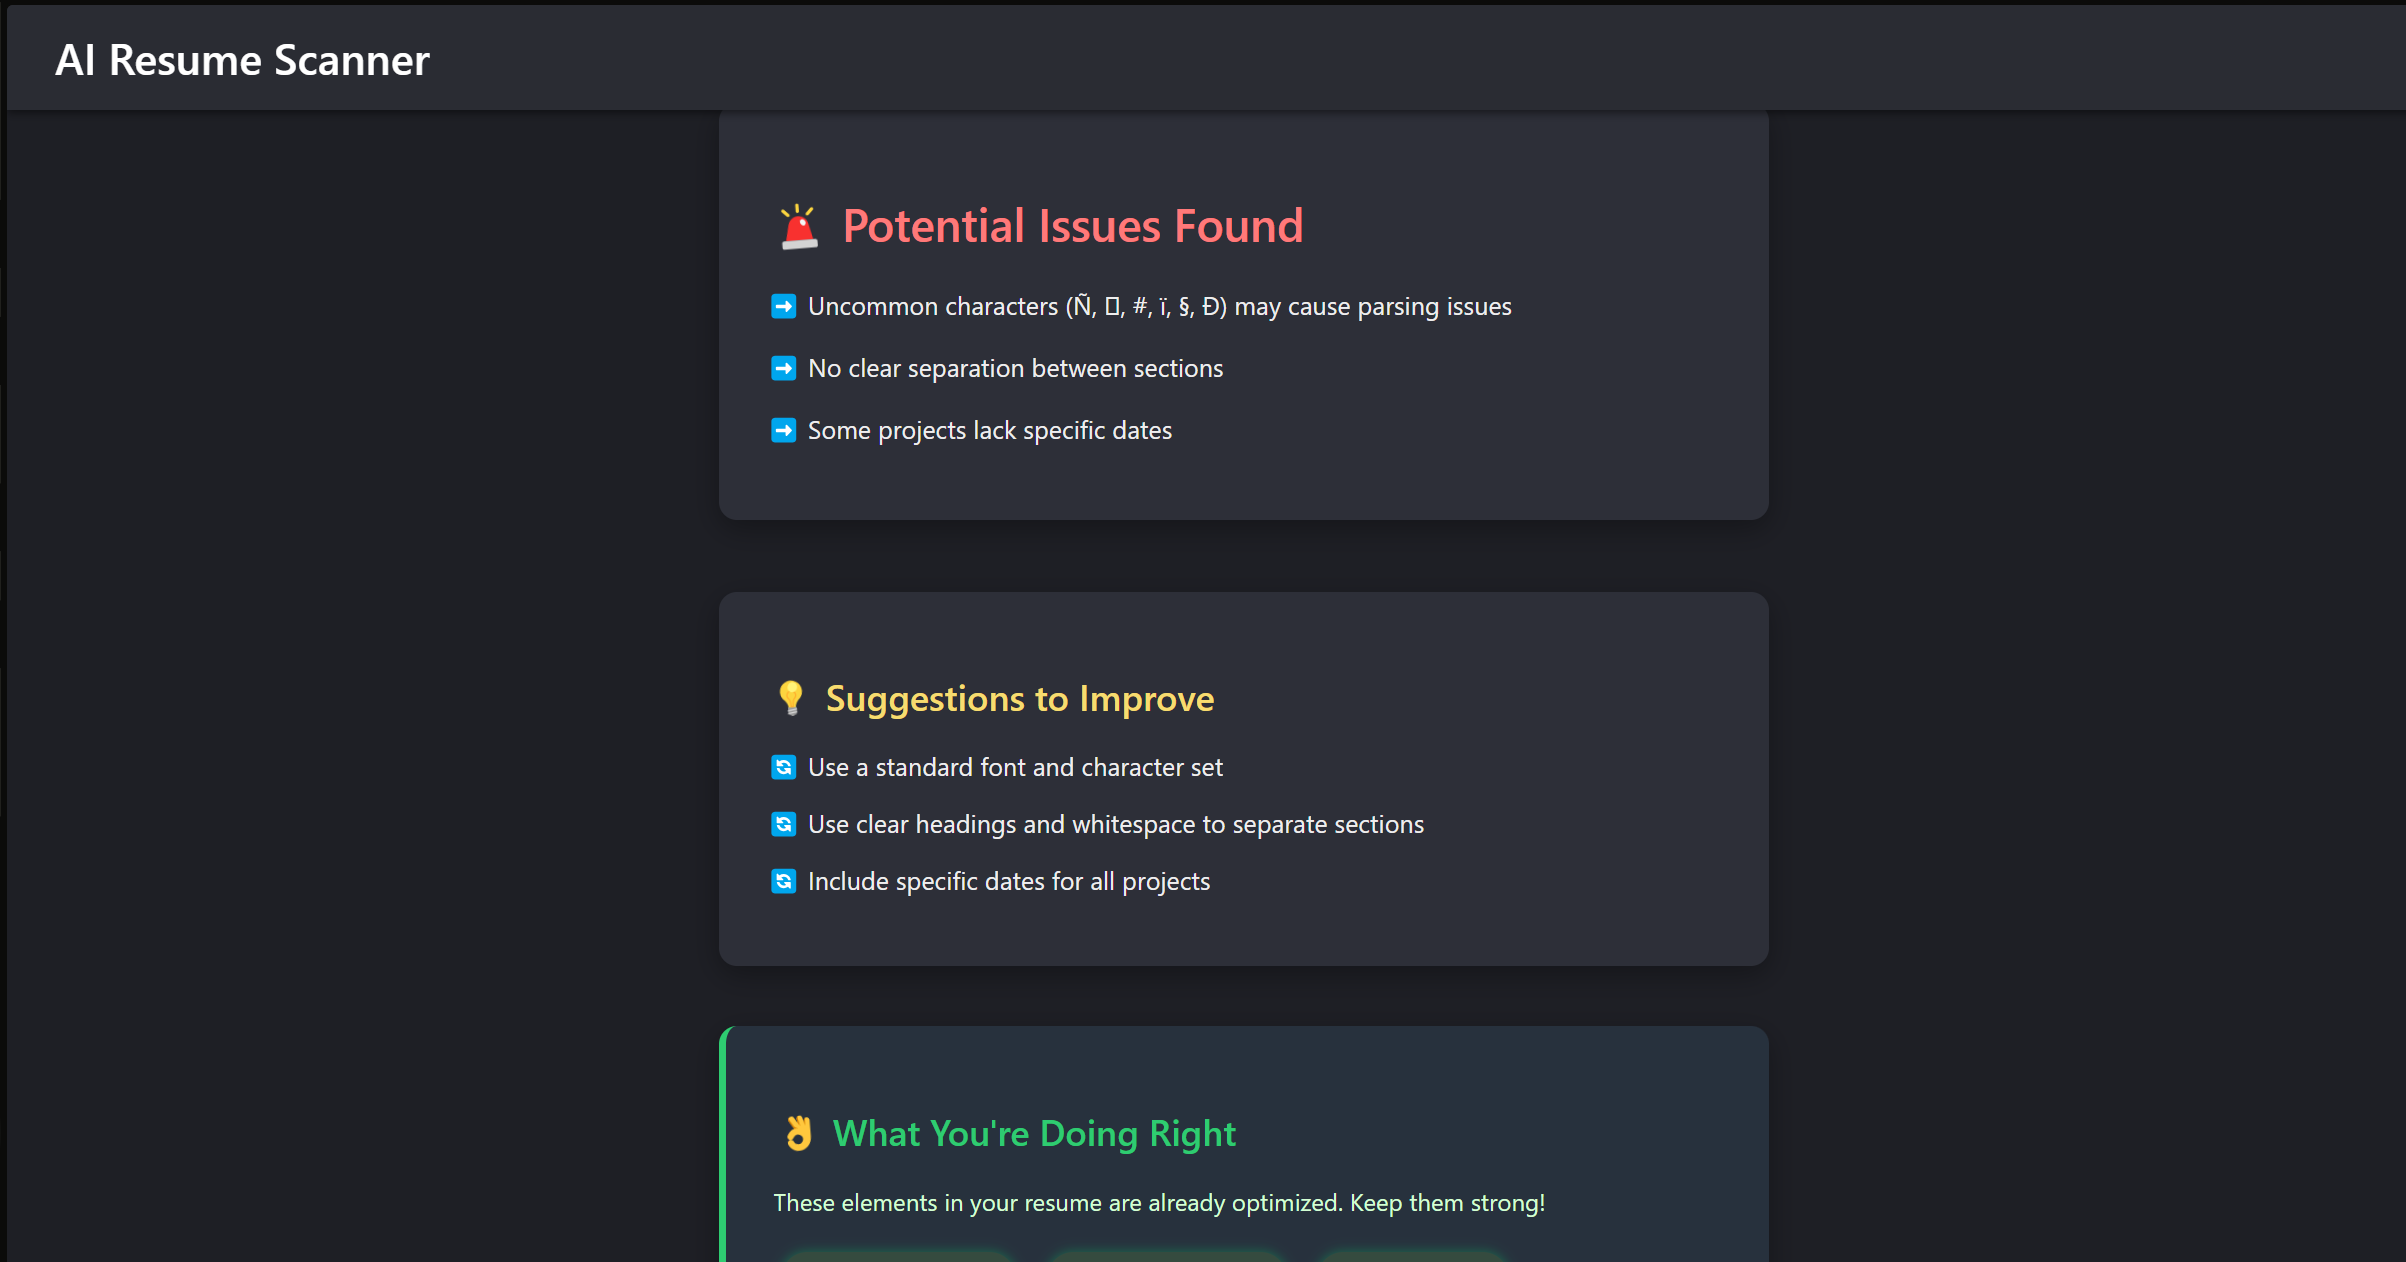 AI Resume Scanner
🚨 Potential Issues Found
➡️ Uncommon characters (Ñ, , #, ï, §, Ð) may cause parsing issues
➡️ No clear separation between sections
➡️ Some projects lack specific dates
💡 Suggestions to Improve
🔄 Use a standard font and character set
🔄 Use clear headings and whitespace to separate sections
🔄 Include specific dates for all projects
👌 What You're Doing Right
These elements in your resume are already optimized. Keep them strong!